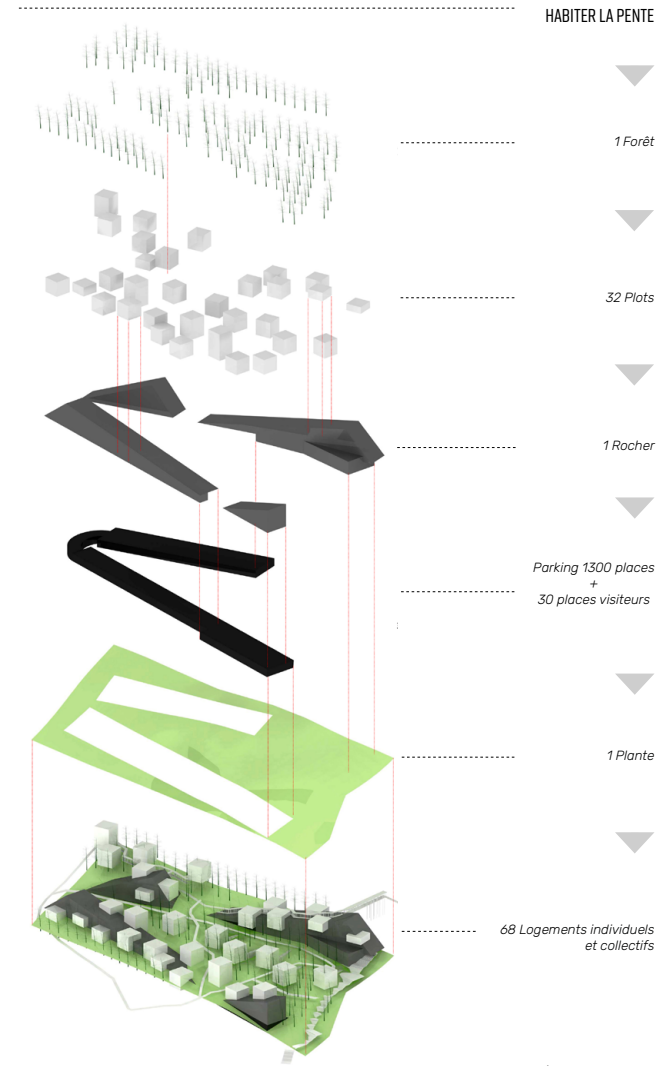 HABITER LA PENTE
1 Forêt
32 Plots
1 Rocher
Parking 1300 places
+
30 places visiteurs
1 Plante
68 Logements individuels
et collectifs